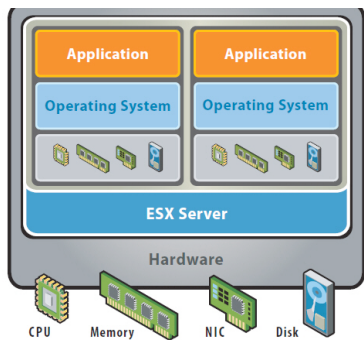 Application Application
Operating System Operating System
ESX Server
Hardware
CPU Memory NIC Disk